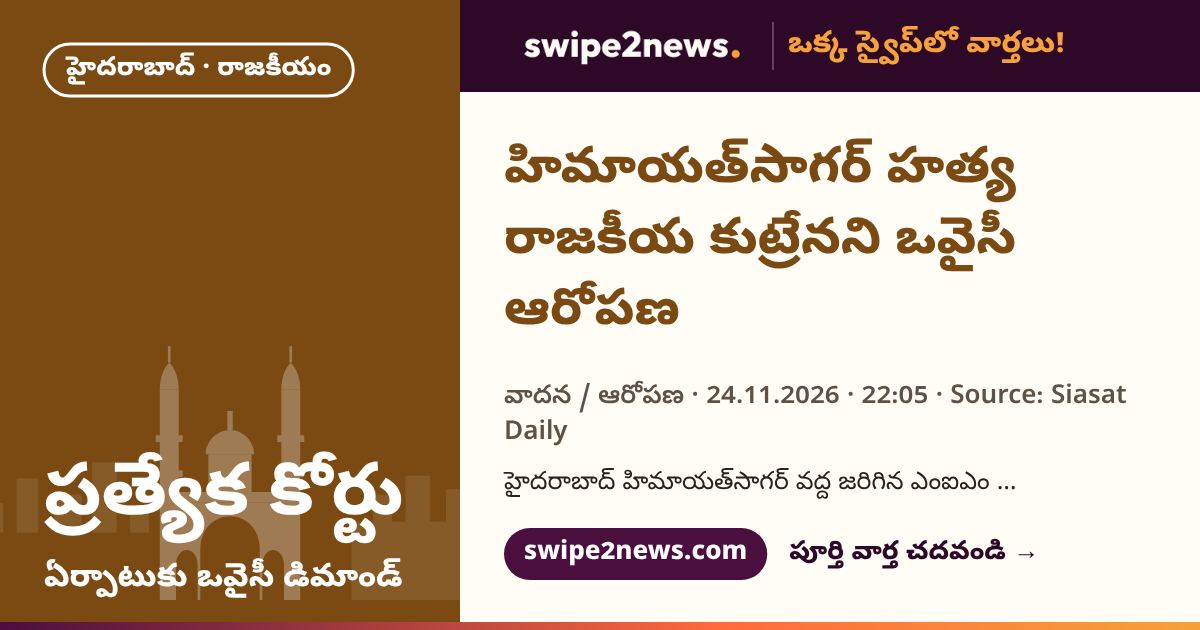 హైదరాబాద్ · రాజకీయం
ప్రత్యేక కోర్టు
ఏర్పాటుకు ఒవైసీ డిమాండ్
swipe2news.
ఒక్క స్వైప్‌లో వార్తలు!
హిమాయత్‌సాగర్ హత్య
రాజకీయ కుట్రేనని ఒవైసీ
ఆరోపణ
వాదన / ఆరోపణ · 24.11.2026 · 22:05 · Source: Siasat
Daily
హైదరాబాద్ హిమాయత్‌సాగర్ వద్ద జరిగిన ఎంఐఎం ...
swipe2news.com
పూర్తి వార్త చదవండి →